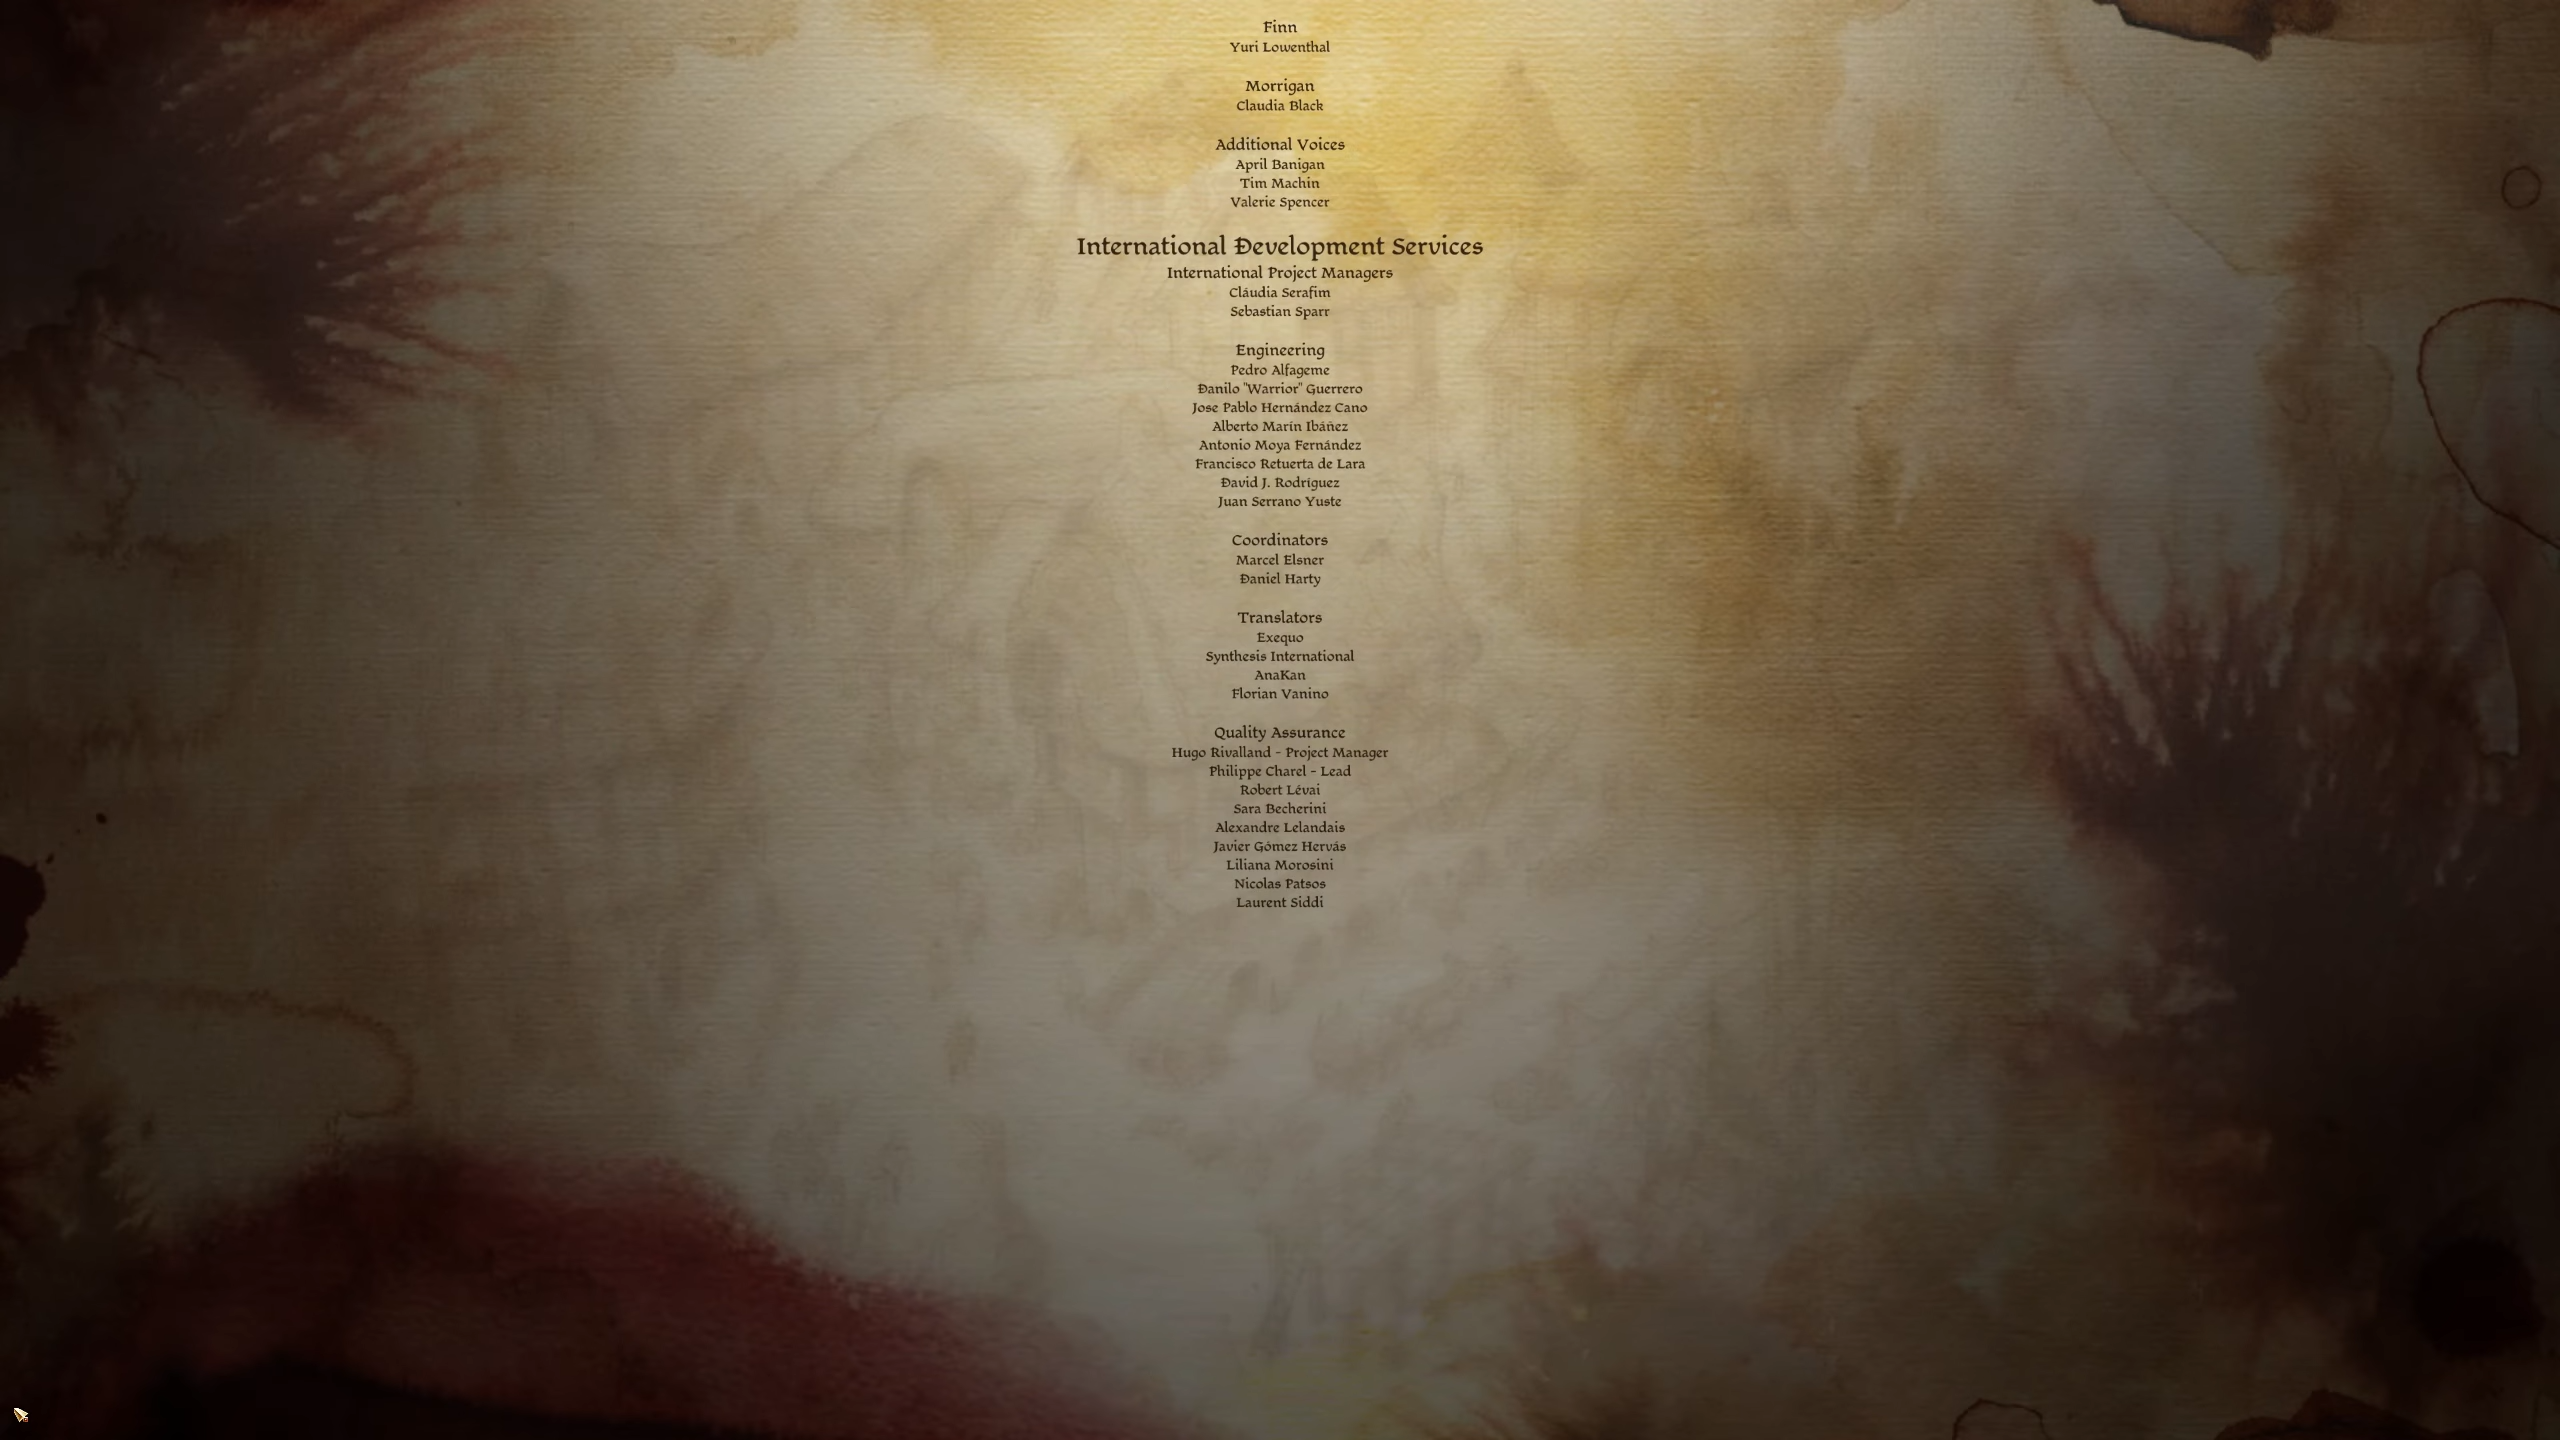 Finn
Yuri Lowenthal
Morrigan
Claudia Black
Additional Voices
April Banigan
Tim Machin
Valerie Spencer
International Development Services
International Project Managers
Cláudia Serafim
Sebastian Sparr
Engineering
Pedro Alfageme
Danilo "Warrior" Guerrero
Jose Pablo Hernández Cano
Alberto Marín Ibáñez
Antonio Moya Fernández
Francisco Retuerta de Lara
David J. Rodríguez
Juan Serrano Yuste
Coordinators
Marcel Elsner
Daniel Harty
Translators
Exequo
Synthesis International
AnaKan
Florian Vanino
Quality Assurance
Hugo Rivalland - Project Manager
Philippe Charel - Lead
Robert Lévai
Sara Becherini
Alexandre Lelandais
Javier Gómez Hervás
Liliana Morosini
Nicolas Patsos
Laurent Siddi